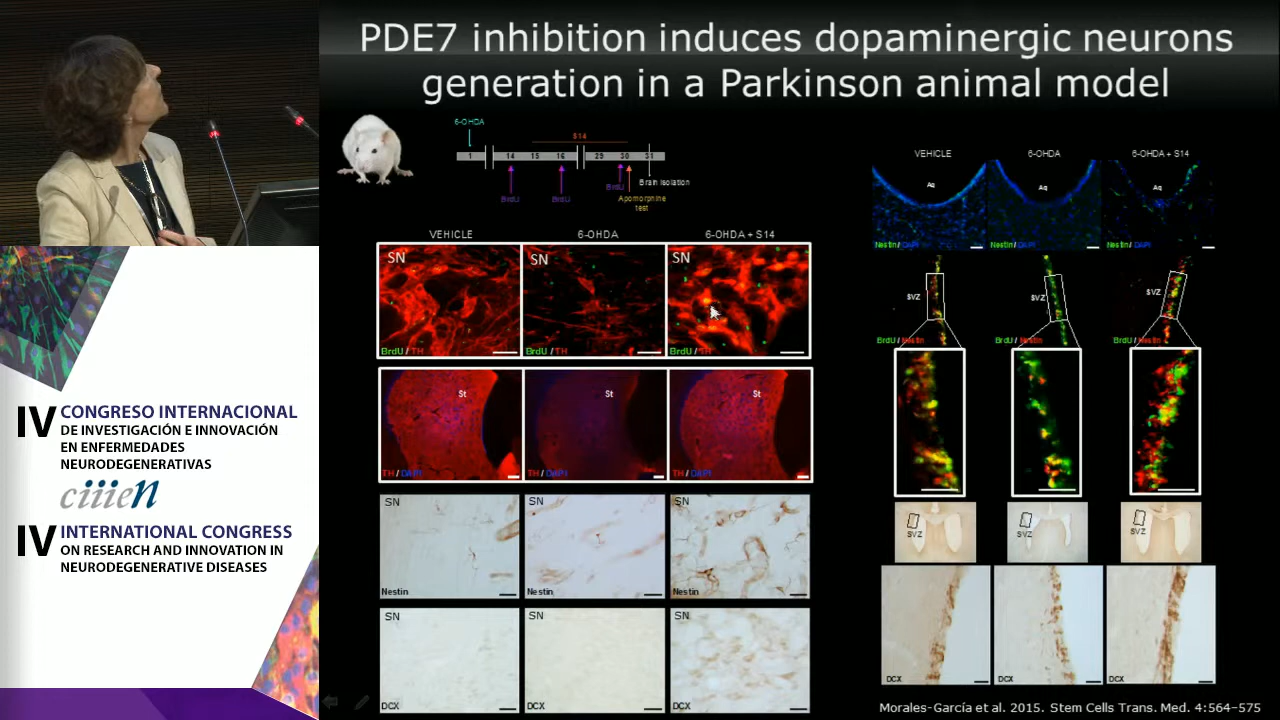 PDE7 inhibition induces dopaminergic neurons
generation in a Parkinson animal model
6-OHDA
S14
1 14 15 16 29 30 31
BrdU BrdU BrdU
Brain isolation
Apomorphine
test
VEHICLE 6-OHDA 6-OHDA + S14
SN SN SN
BrdU / TH BrdU / TH BrdU / TH
St St St
TH / DAPI TH / DAPI TH / DAPI
SN SN SN
Nestin Nestin Nestin
SN SN SN
DCX DCX DCX
VEHICLE 6-OHDA 6-OHDA + S14
Aq Aq Aq
Nestin/ DAPI Nestin/ DAPI Nestin/ DAPI
SVZ SVZ SVZ
BrdU / Nestin BrdU / Nestin BrdU / Nestin
SVZ SVZ SVZ
DCX DCX DCX
Morales-García et al. 2015. Stem Cells Trans. Med. 4:564–575
IV CONGRESO INTERNACIONAL
DE INVESTIGACIÓN E INNOVACIÓN
EN ENFERMEDADES
NEURODEGENERATIVAS
ciiieN
IV INTERNATIONAL CONGRESS
ON RESEARCH AND INNOVATION IN
NEURODEGENERATIVE DISEASES